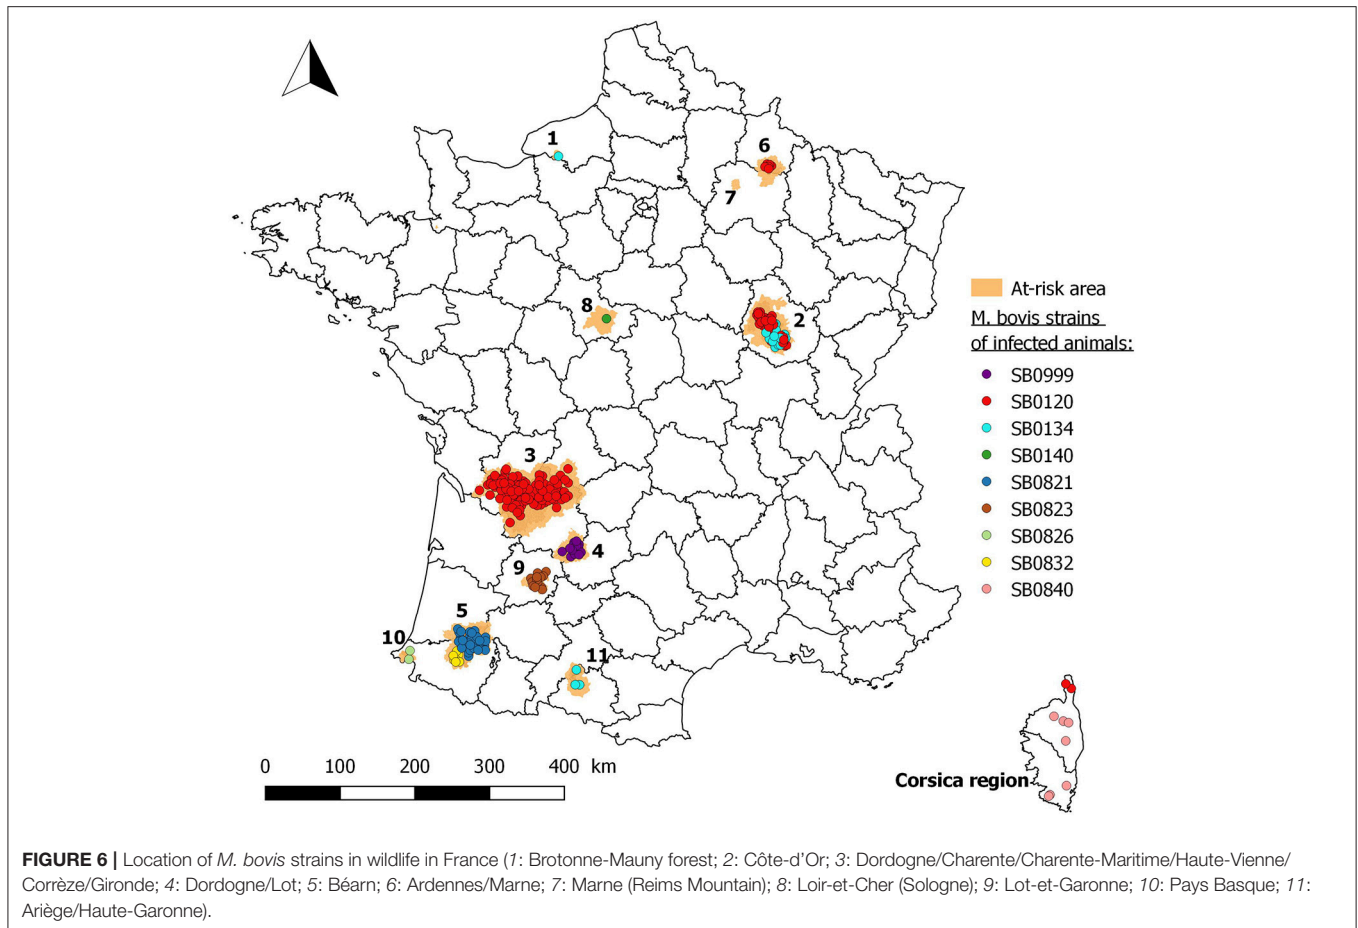 1
6
7
8
2
3
4
9
5
10
11
At-risk area
M. bovis strains
of infected animals:
SB0999
SB0120
SB0134
SB0140
SB0821
SB0823
SB0826
SB0832
SB0840
0 100 200 300 400 km
Corsica region
FIGURE 6 | Location of M. bovis strains in wildlife in France (1: Brotonne-Mauny forest; 2: Côte-d'Or; 3: Dordogne/Charente/Charente-Maritime/Haute-Vienne/
Corrèze/Gironde; 4: Dordogne/Lot; 5: Béarn; 6: Ardennes/Marne; 7: Marne (Reims Mountain); 8: Loir-et-Cher (Sologne); 9: Lot-et-Garonne; 10: Pays Basque; 11:
Ariège/Haute-Garonne).